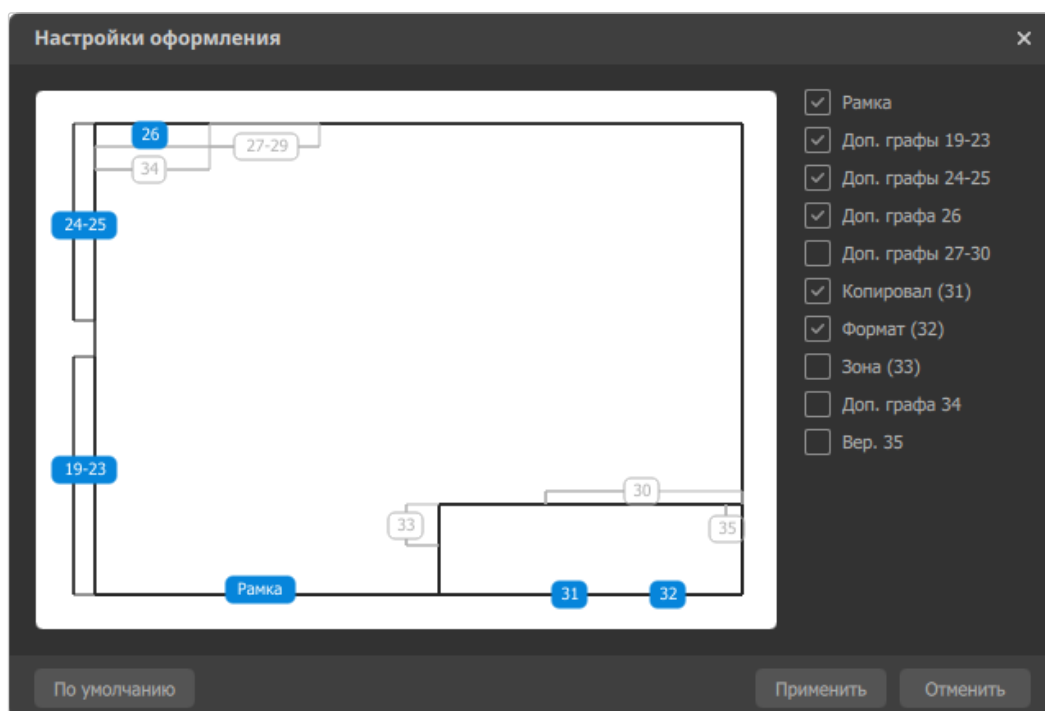 Настройки оформления
26
27-29
34
24-25
19-23
30
33
35
Рамка
31
32
Рамка
Доп. графы 19-23
Доп. графы 24-25
Доп. графа 26
Доп. графы 27-30
Копировал (31)
Формат (32)
Зона (33)
Доп. графа 34
Вер. 35
По умолчанию
Применить
Отменить